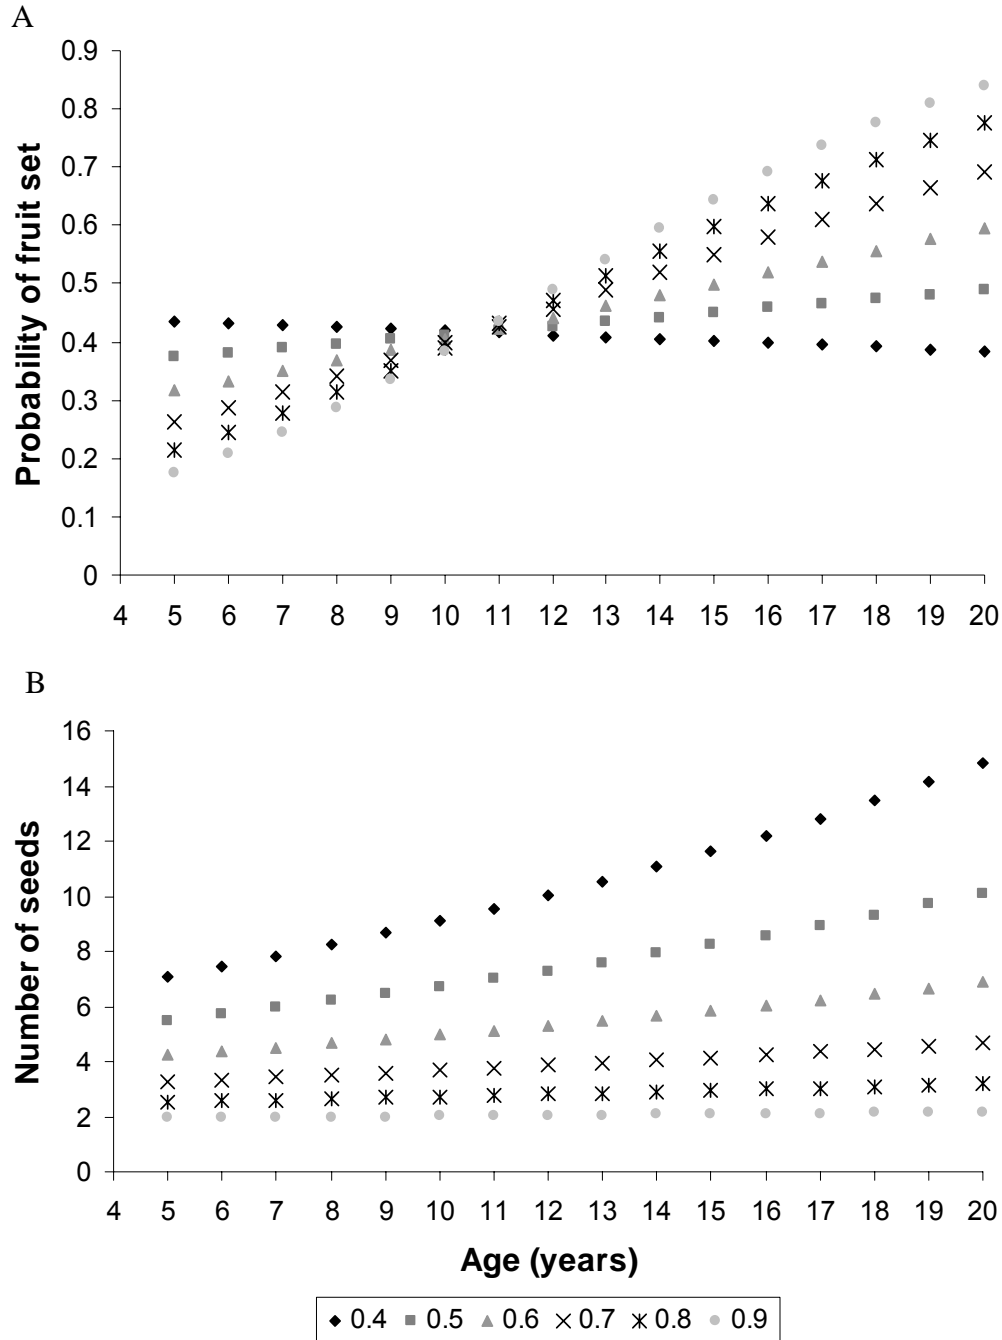 A
0.9
0.8
0.7
0.6
0.5
0.4
0.3
0.2
0.1
0
Probability of fruit set
4 5 6 7 8 9 10 11 12 13 14 15 16 17 18 19 20
B
16
14
12
10
8
6
4
2
0
Number of seeds
4 5 6 7 8 9 10 11 12 13 14 15 16 17 18 19 20
Age (years)
0.4 0.5 0.6 0.7 0.8 0.9